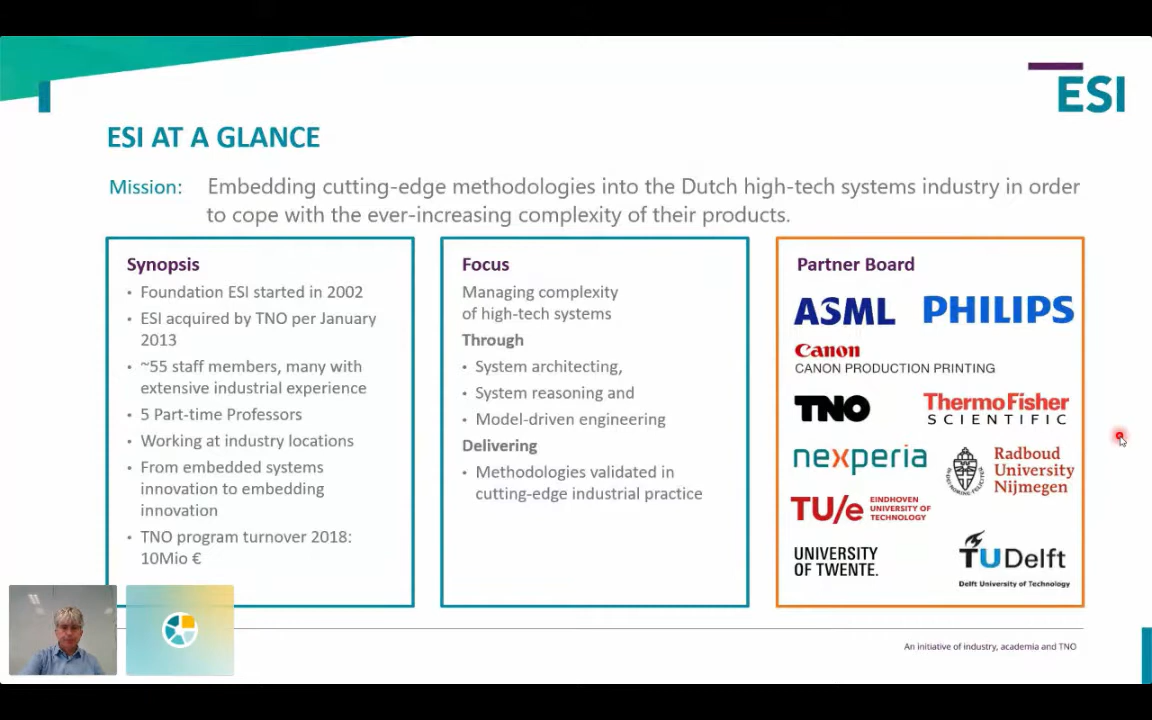 ESI
ESI AT A GLANCE
Mission: Embedding cutting-edge methodologies into the Dutch high-tech systems industry in order
to cope with the ever-increasing complexity of their products.
Synopsis
• Foundation ESI started in 2002
• ESI acquired by TNO per January
2013
• ~55 staff members, many with
extensive industrial experience
• 5 Part-time Professors
• Working at industry locations
• From embedded systems
innovation to embedding
innovation
• TNO program turnover 2018:
10Mio €
Focus
Managing complexity
of high-tech systems
Through
• System architecting,
• System reasoning and
• Model-driven engineering
Delivering
• Methodologies validated in
cutting-edge industrial practice
Partner Board
ASML PHILIPS
Canon
CANON PRODUCTION PRINTING
TNO
ThermoFisher
SCIENTIFIC
nexperia
Radboud
University
Nijmegen
TU/e
EINDHOVEN
UNIVERSITY OF
TECHNOLOGY
UNIVERSITY
OF TWENTE.
TUDelft
Delft University of Technology
An initiative of industry, academia and TNO